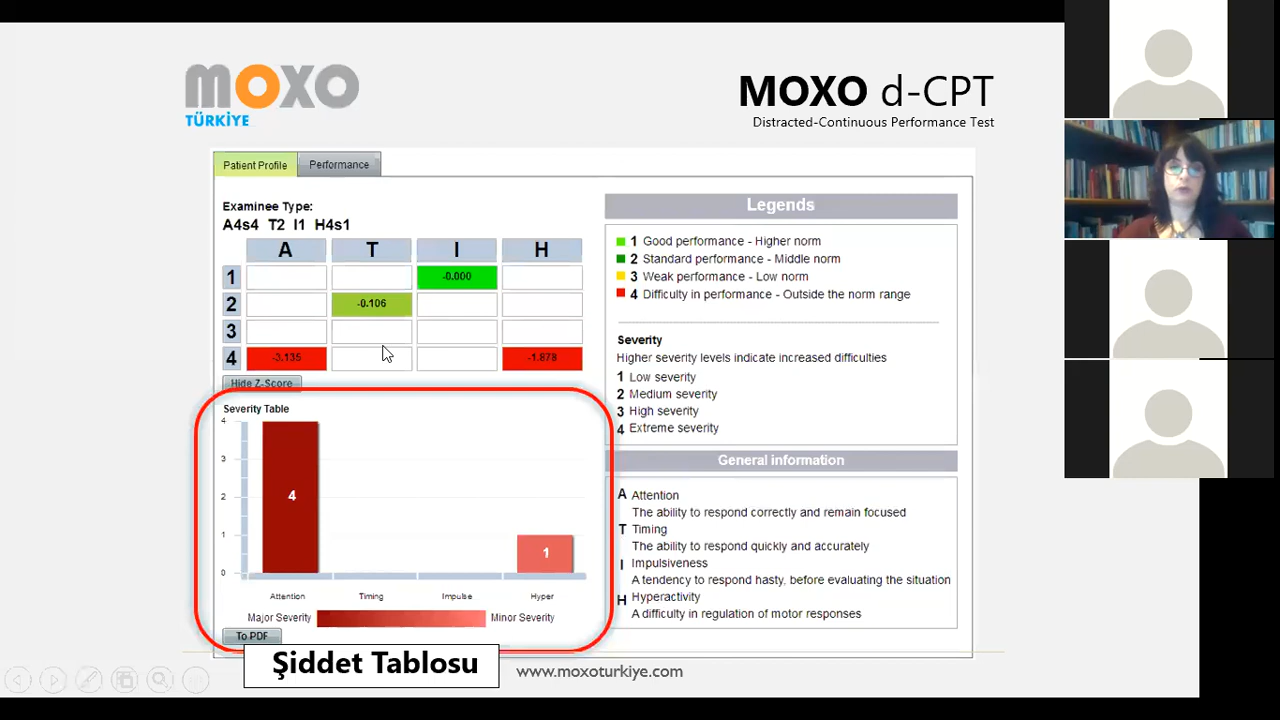 moxo
TÜRKİYE
MOXO d-CPT
Distracted-Continuous Performance Test
Patient Profile
Performance
Examinee Type:
A4s4 T2 I1 H4s1
A T I H
1 -0.000
2 -0.106
3
4 -3.135 -1.878
Hide Z-Score
Severity Table
4
3
2
1
0
4
1
Attention Timing Impulse Hyper
Major Severity Minor Severity
To PDF
Şiddet Tablosu
Legends
1 Good performance - Higher norm
2 Standard performance - Middle norm
3 Weak performance - Low norm
4 Difficulty in performance - Outside the norm range
Severity
Higher severity levels indicate increased difficulties
1 Low severity
2 Medium severity
3 High severity
4 Extreme severity
General information
A Attention
The ability to respond correctly and remain focused
T Timing
The ability to respond quickly and accurately
I Impulsiveness
A tendency to respond hasty, before evaluating the situation
H Hyperactivity
A difficulty in regulation of motor responses
www.moxoturkiye.com